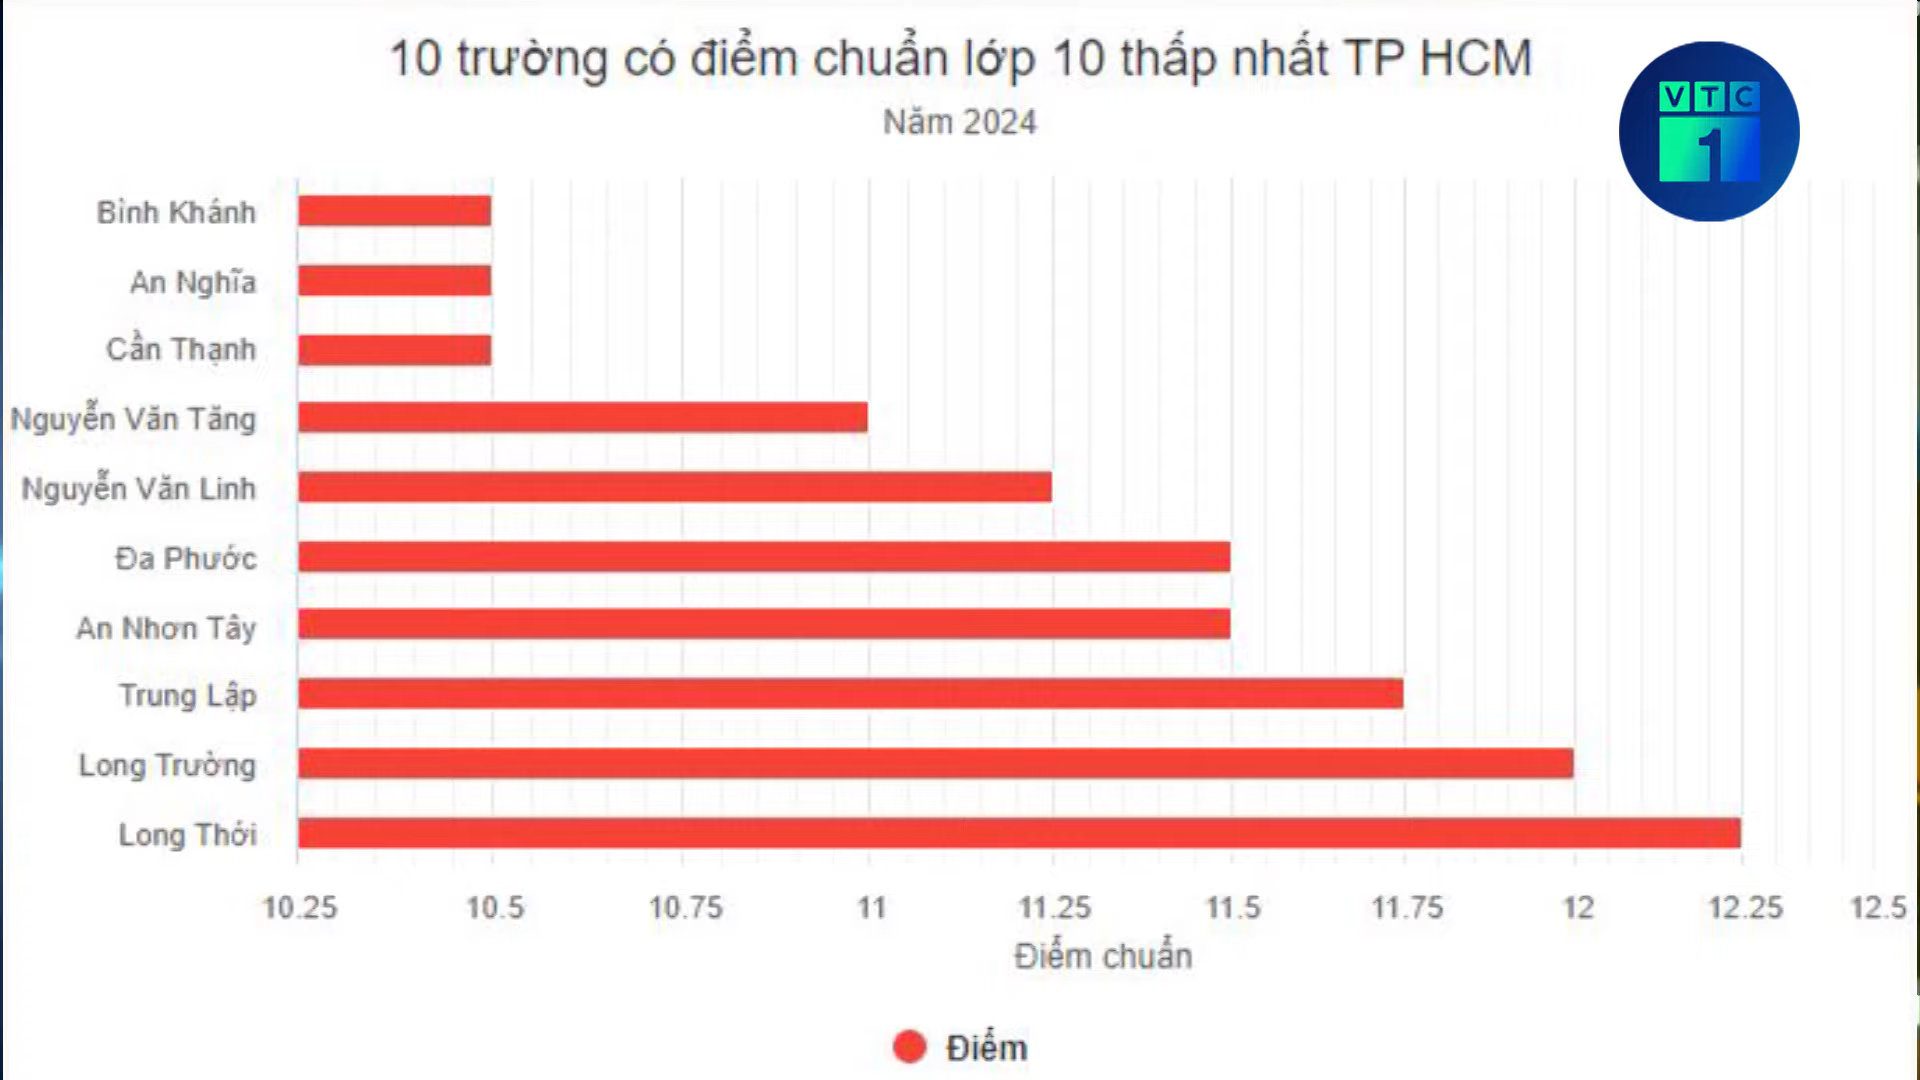 10 trường có điểm chuẩn lớp 10 thấp nhất TP HCM
Năm 2024
VTC
1
Bình Khánh
An Nghĩa
Cần Thạnh
Nguyễn Văn Tăng
Nguyễn Văn Linh
Đa Phước
An Nhơn Tây
Trung Lập
Long Trường
Long Thới
10.25 10.5 10.75 11 11.25 11.5 11.75 12 12.25 12.5
Điểm chuẩn
Điểm